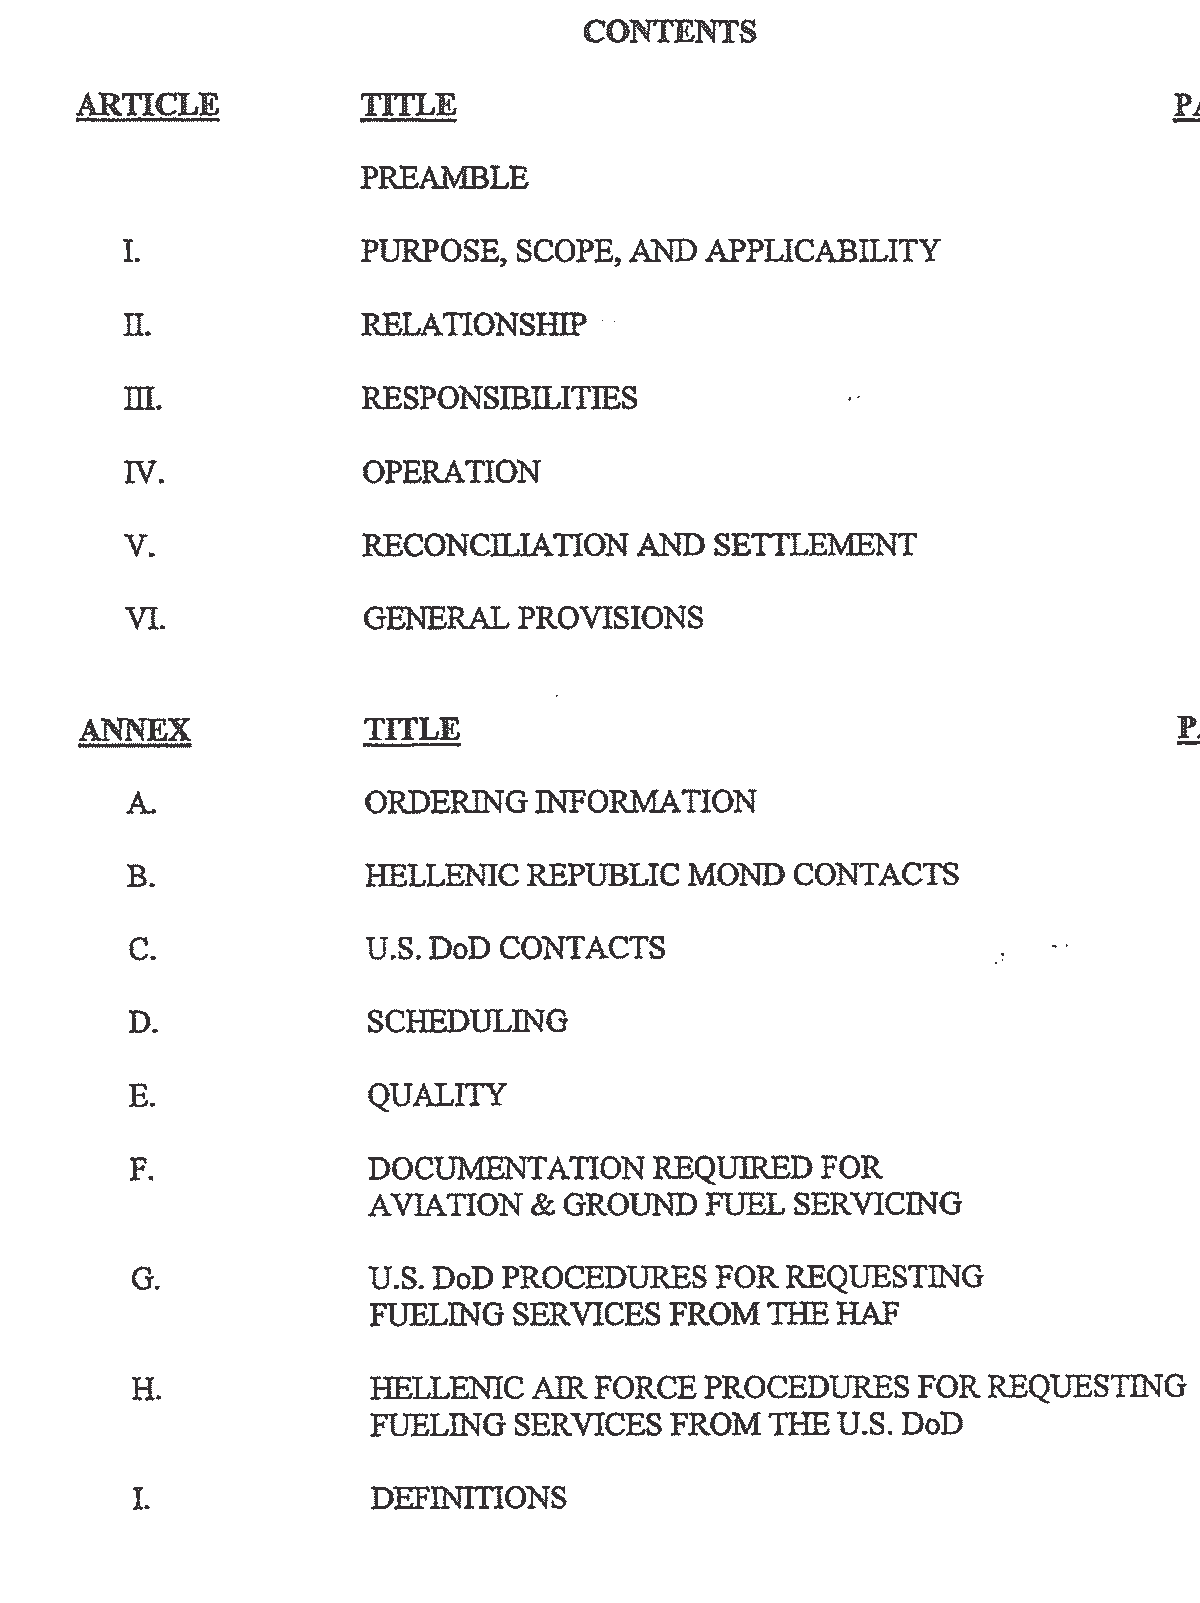 CONTENTS
ARTICLE TITLE PA
PREAMBLE
I. PURPOSE, SCOPE, AND APPLICABILITY
II. RELATIONSHIP
III. RESPONSIBILITIES
IV. OPERATION
V. RECONCILIATION AND SETTLEMENT
VI. GENERAL PROVISIONS
ANNEX TITLE PA
A. ORDERING INFORMATION
B. HELLENIC REPUBLIC MOND CONTACTS
C. U.S. DoD CONTACTS
D. SCHEDULING
E. QUALITY
F. DOCUMENTATION REQUIRED FOR
AVIATION & GROUND FUEL SERVICING
G. U.S. DoD PROCEDURES FOR REQUESTING
FUELING SERVICES FROM THE HAF
H. HELLENIC AIR FORCE PROCEDURES FOR REQUESTING
FUELING SERVICES FROM THE U.S. DoD
I. DEFINITIONS